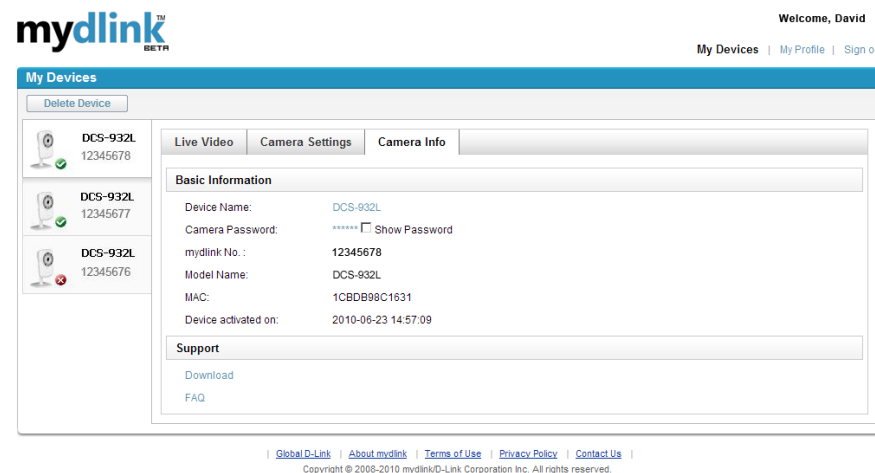 mydlink™
BETA
Welcome, David
My Devices | My Profile | Sign o
My Devices
Delete Device
DCS-932L
12345678
DCS-932L
12345677
DCS-932L
12345676
Live Video Camera Settings Camera Info
Basic Information
Device Name: DCS-932L
Camera Password: ****** Show Password
mydlink No. : 12345678
Model Name: DCS-932L
MAC: 1CBDB98C1631
Device activated on: 2010-06-23 14:57:09
Support
Download
FAQ
| Global D-Link | About mydlink | Terms of Use | Privacy Policy | Contact Us |
Copyright © 2008-2010 mydlink/D-Link Corporation Inc. All rights reserved.